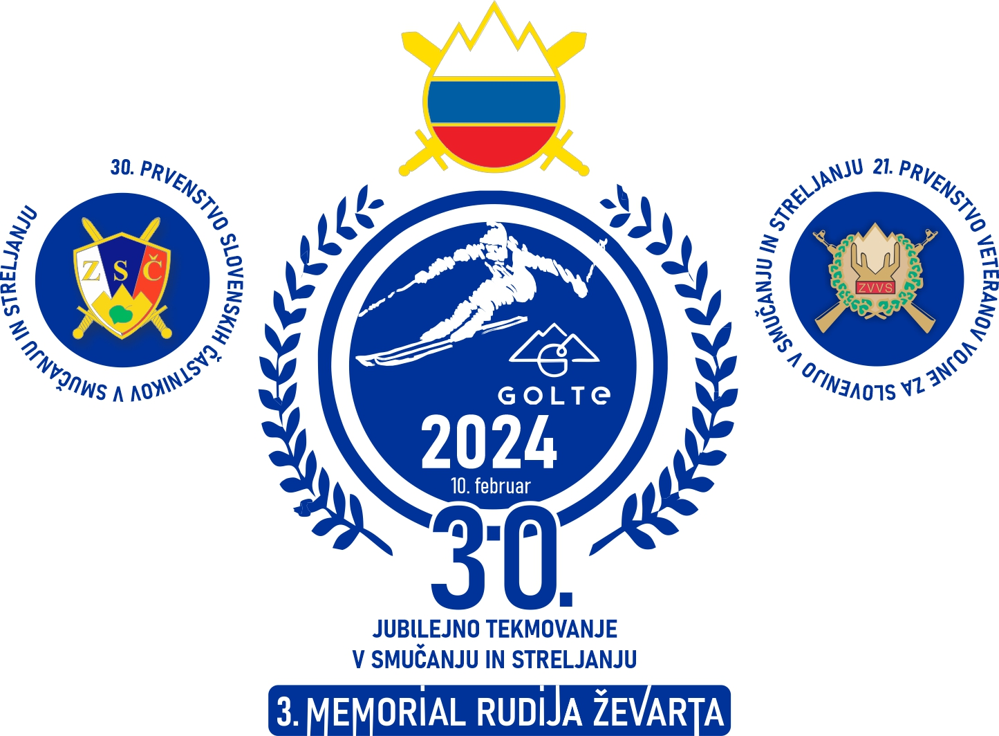 30. PRVENSTVO SLOVENSKIH ČASTNIKOV V SMUČANJU IN STRELJANJU
Z S Č
21. PRVENSTVO VETERANOV VOJNE ZA SLOVENIJO V SMUČANJU IN STRELJANJU
ZVVS
GOLTE
2024
10. februar
30.
JUBILEJNO TEKMOVANJE
V SMUČANJU IN STRELJANJU
3. MEMORIAL RUDIJA ŽEVARTA